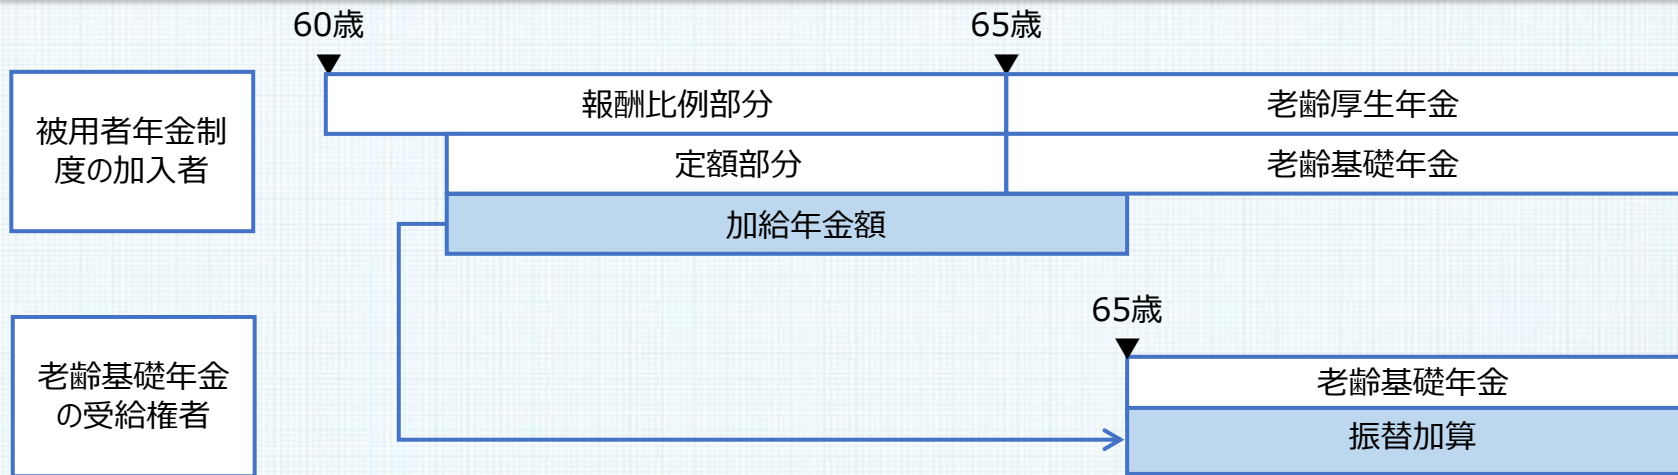 60歳
65歳
被用者年金制
度の加入者
報酬比例部分
老齢厚生年金
定額部分
老齢基礎年金
加給年金額
65歳
老齢基礎年金
の受給権者
老齢基礎年金
振替加算